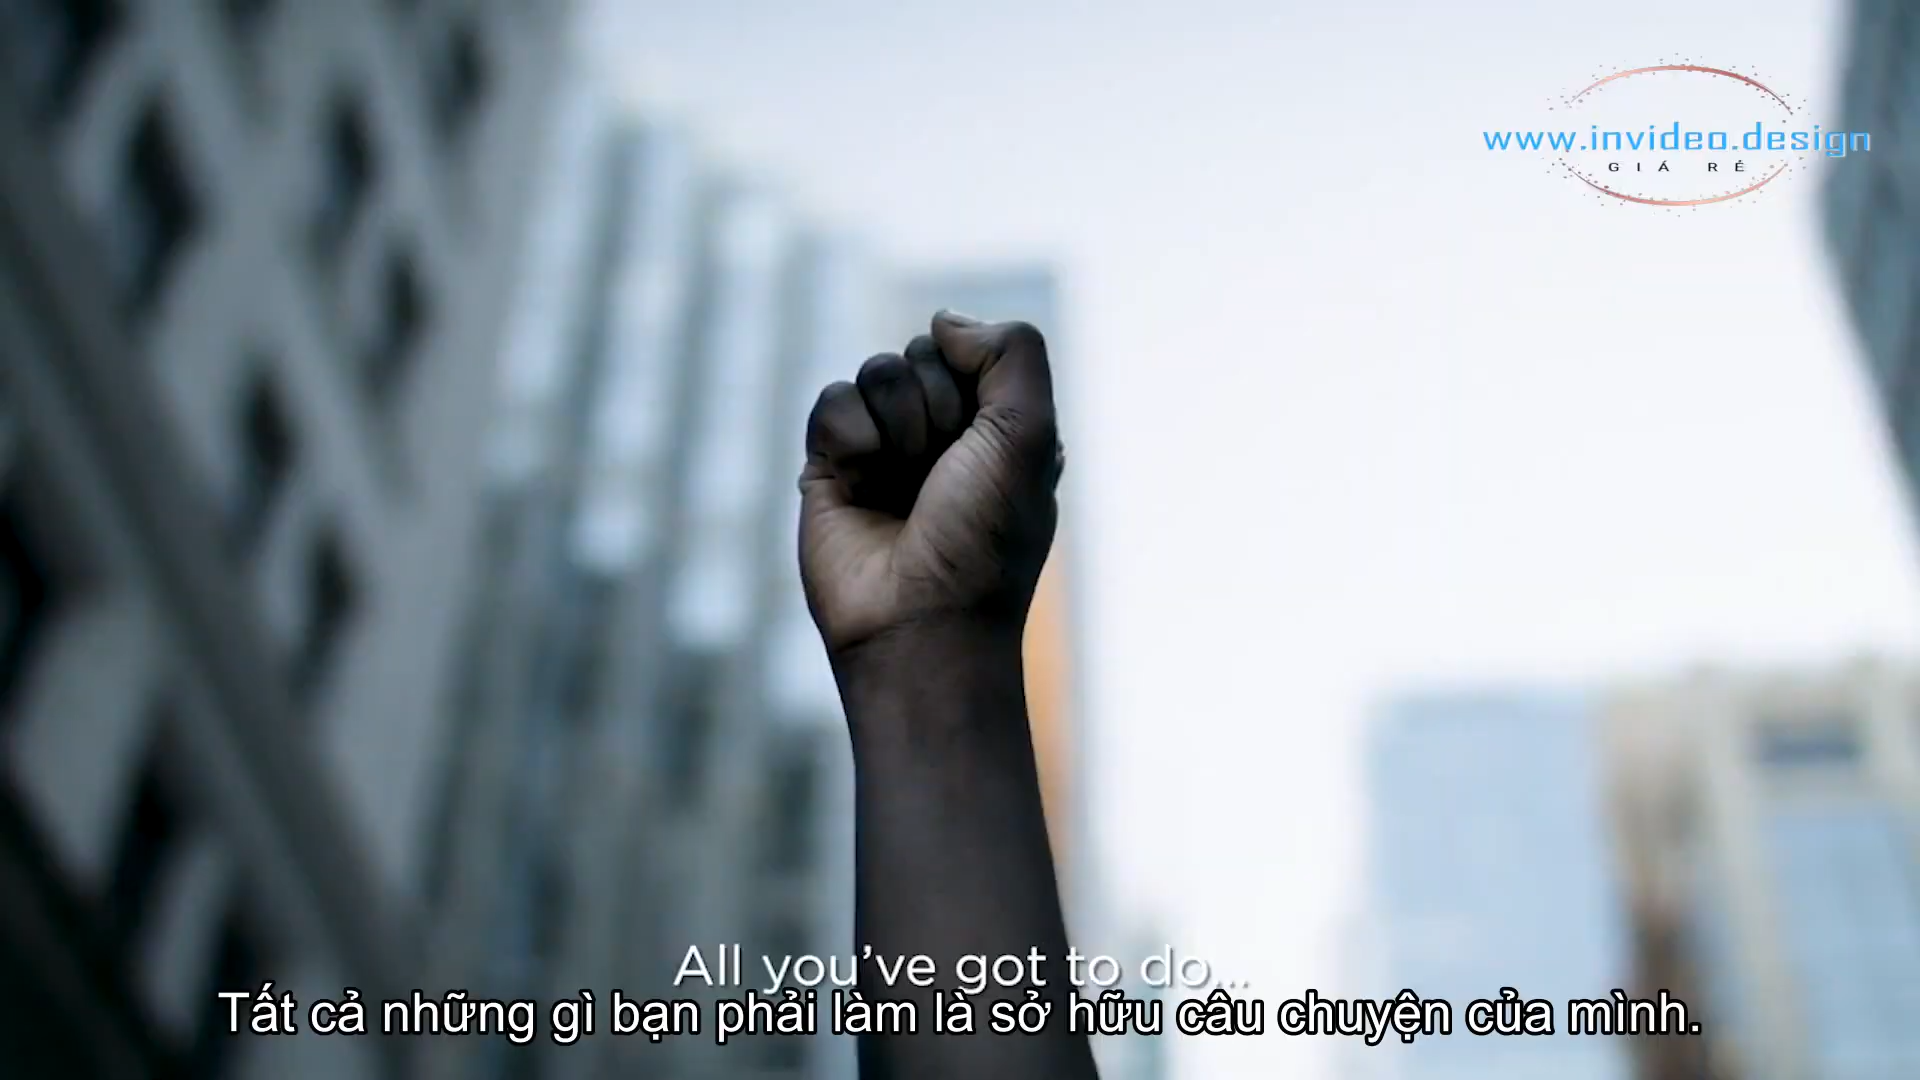 www.invideo.design
GIÁ RẺ
All you've got to do...
Tất cả những gì bạn phải làm là sở hữu câu chuyện của mình.